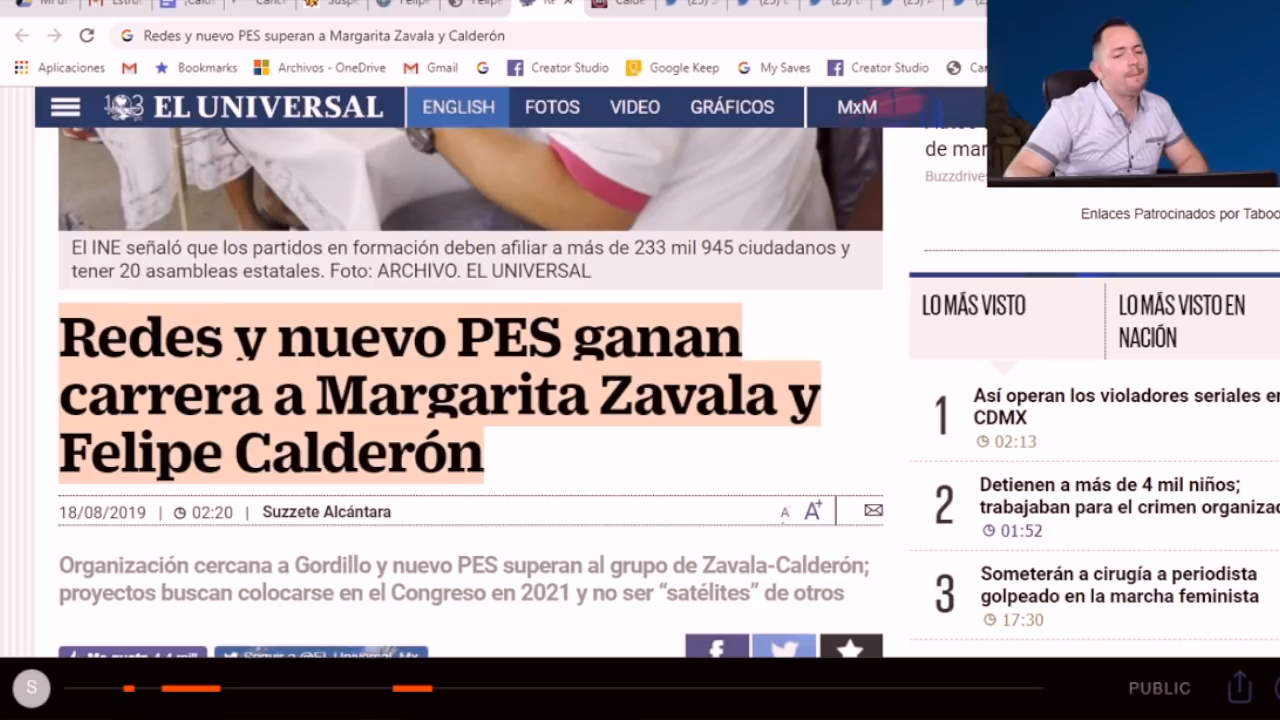 Redes y nuevo PES superan a Margarita Zavala y Calderón
Aplicaciones Bookmarks Archivos - OneDrive Gmail Creator Studio Google Keep My Saves Creator Studio
EL UNIVERSAL ENGLISH FOTOS VIDEO GRÁFICOS MxM
de mar
Buzzdrive
Enlaces Patrocinados por Taboo
El INE señaló que los partidos en formación deben afiliar a más de 233 mil 945 ciudadanos y
tener 20 asambleas estatales. Foto: ARCHIVO. EL UNIVERSAL
Redes y nuevo PES ganan
carrera a Margarita Zavala y
Felipe Calderón
18/08/2019 | 02:20 | Suzzete Alcántara
A A+
Organización cercana a Gordillo y nuevo PES superan al grupo de Zavala-Calderón;
proyectos buscan colocarse en el Congreso en 2021 y no ser “satélites” de otros
Seguir a @El_Universal_Mx
LO MÁS VISTO
LO MÁS VISTO EN
NACIÓN
1 Así operan los violadores seriales en
CDMX
02:13
2 Detienen a más de 4 mil niños;
trabajaban para el crimen organiza
01:52
3 Someterán a cirugía a periodista
golpeado en la marcha feminista
17:30
S
PUBLIC